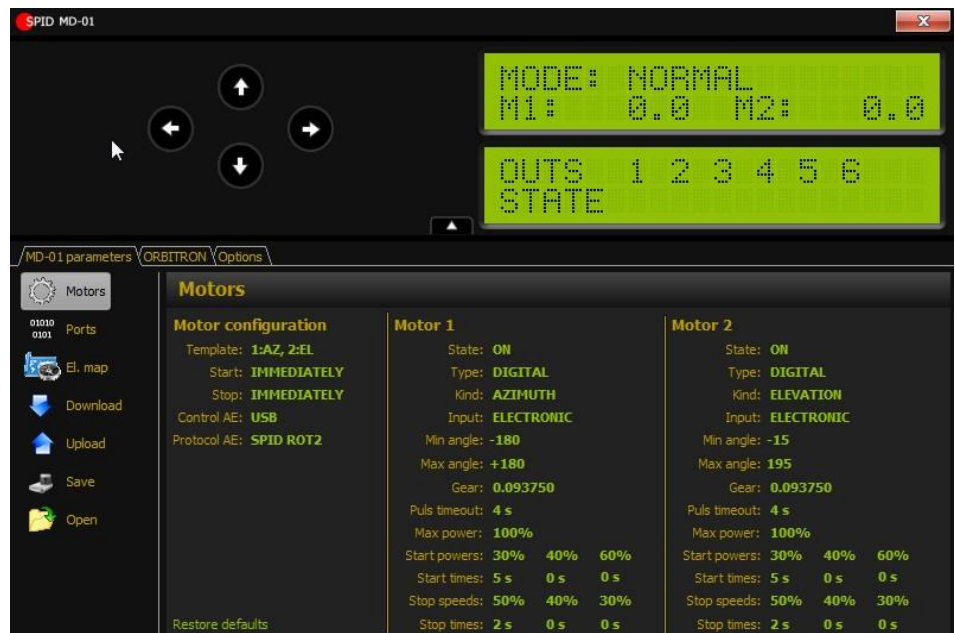 SPID MD-01
MODE: NORMAL
M1: 0.0 M2: 0.0
OUTS 1 2 3 4 5 6
STATE
MD-01 parameters ORBITRON Options
Motors
01010
0101
Ports
El. map
Download
Upload
Save
Open
Motors
Motor configuration
Template: 1:AZ, 2:EL
Start: IMMEDIATELY
Stop: IMMEDIATELY
Control AE: USB
Protocol AE: SPID ROT2
Restore defaults
Motor 1
State: ON
Type: DIGITAL
Kind: AZIMUTH
Input: ELECTRONIC
Min angle: -180
Max angle: +180
Gear: 0.093750
Puls timeout: 4 s
Max power: 100%
Start powers: 30% 40% 60%
Start times: 5 s 0 s 0 s
Stop speeds: 50% 40% 30%
Stop times: 2 s 0 s 0 s
Motor 2
State: ON
Type: DIGITAL
Kind: ELEVATION
Input: ELECTRONIC
Min angle: -15
Max angle: 195
Gear: 0.093750
Puls timeout: 4 s
Max power: 100%
Start powers: 30% 40% 60%
Start times: 5 s 0 s 0 s
Stop speeds: 50% 40% 30%
Stop times: 2 s 0 s 0 s